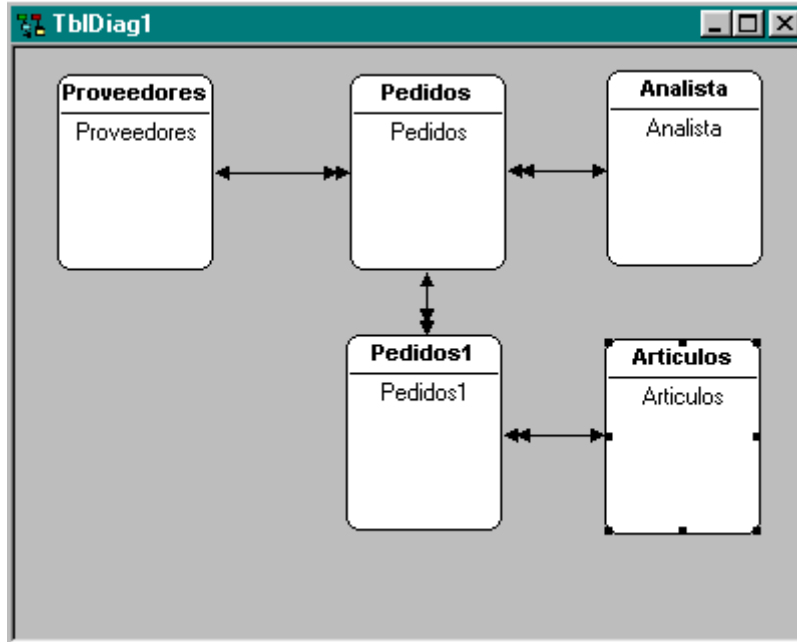 TblDiag1
Proveedores
Proveedores
Pedidos
Pedidos
Analista
Analista
Pedidos1
Pedidos1
Articulos
Articulos